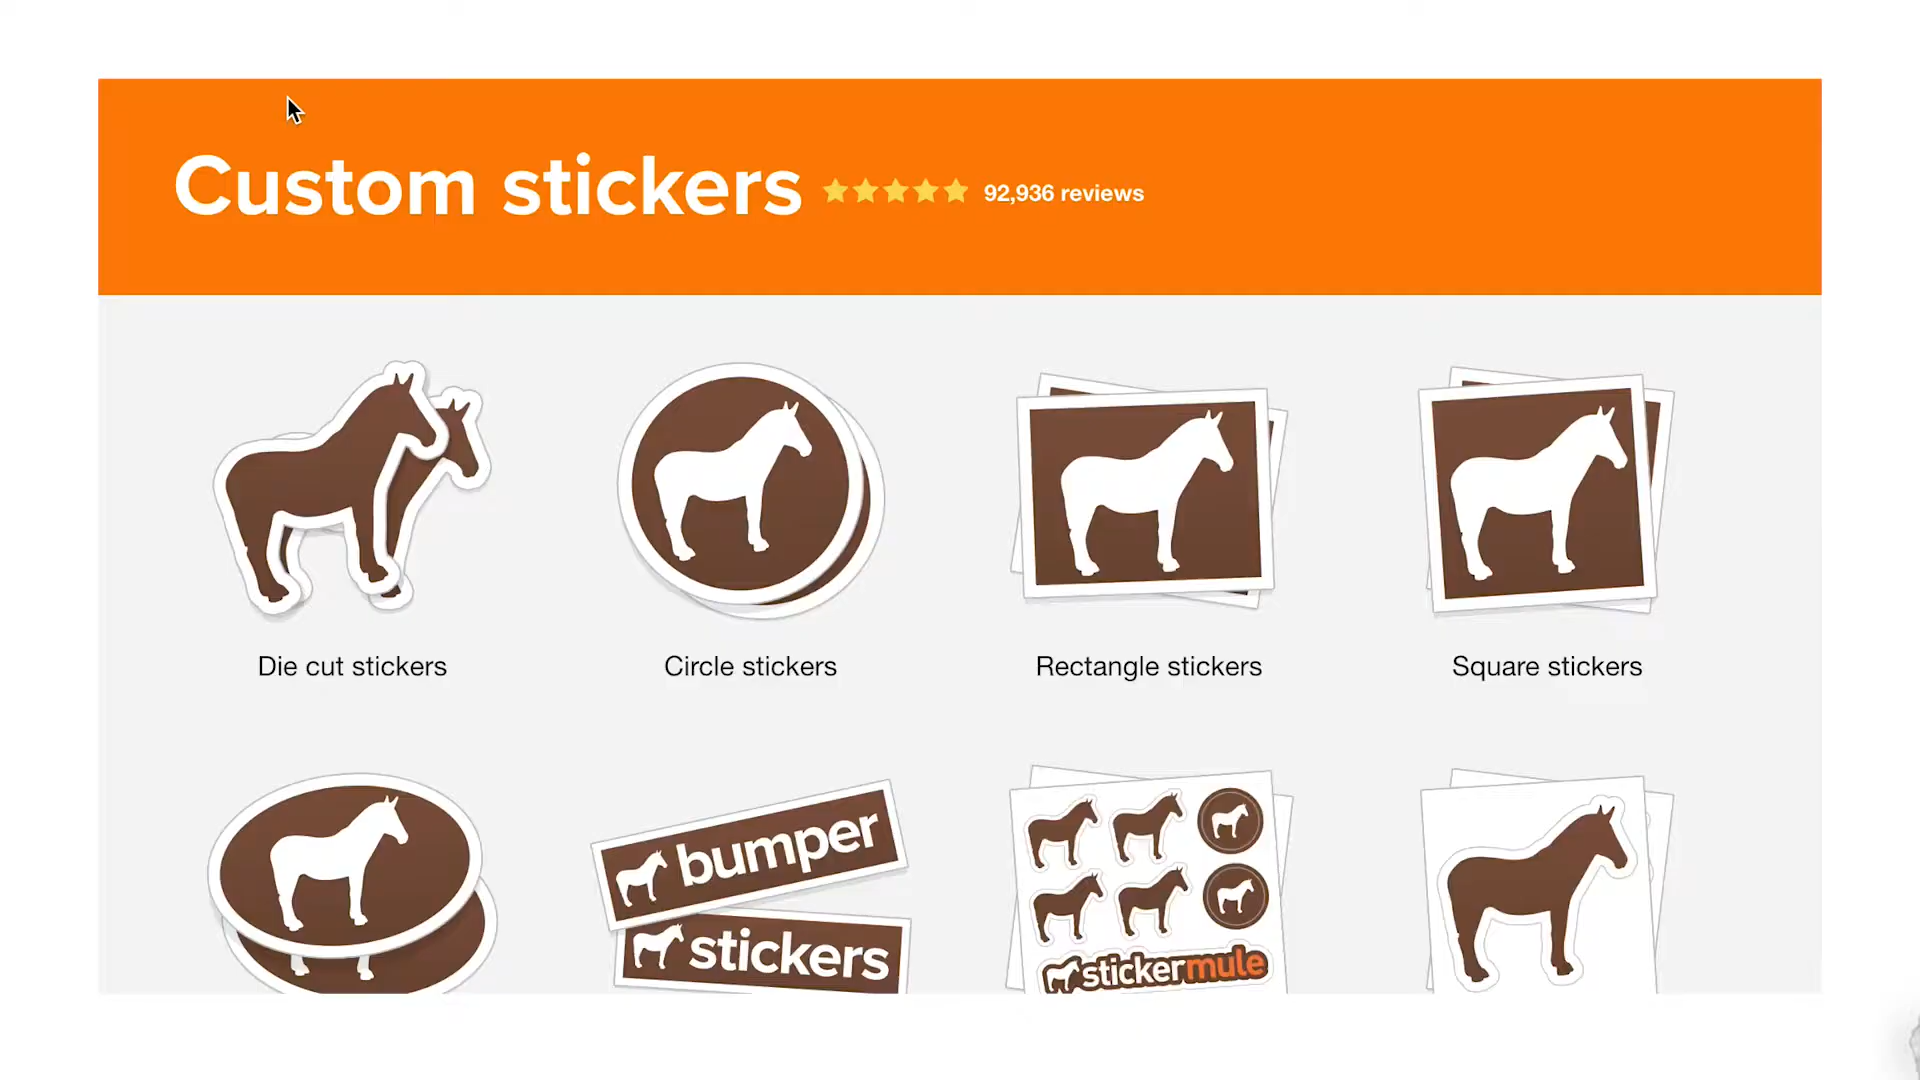 Custom stickers
92,936 reviews
Die cut stickers
Circle stickers
Rectangle stickers
Square stickers
bumper
stickers
stickermule